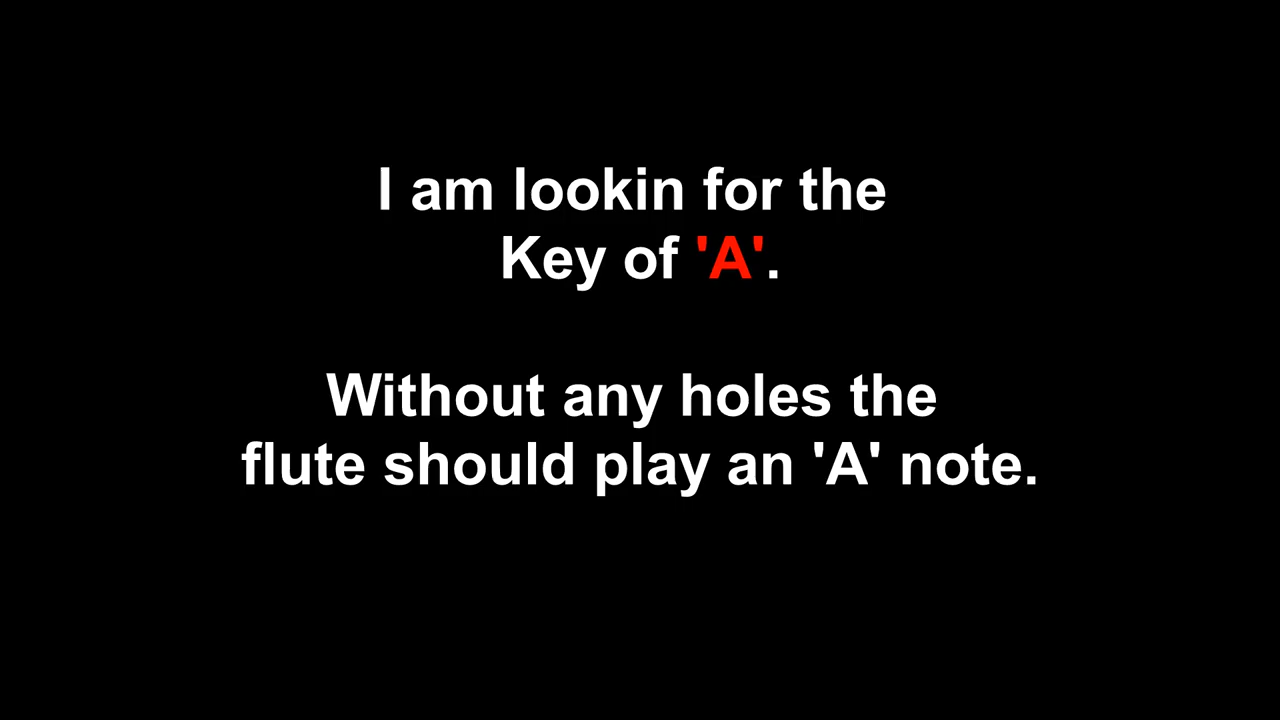 I am lookin for the
Key of 'A'.
Without any holes the
flute should play an 'A' note.